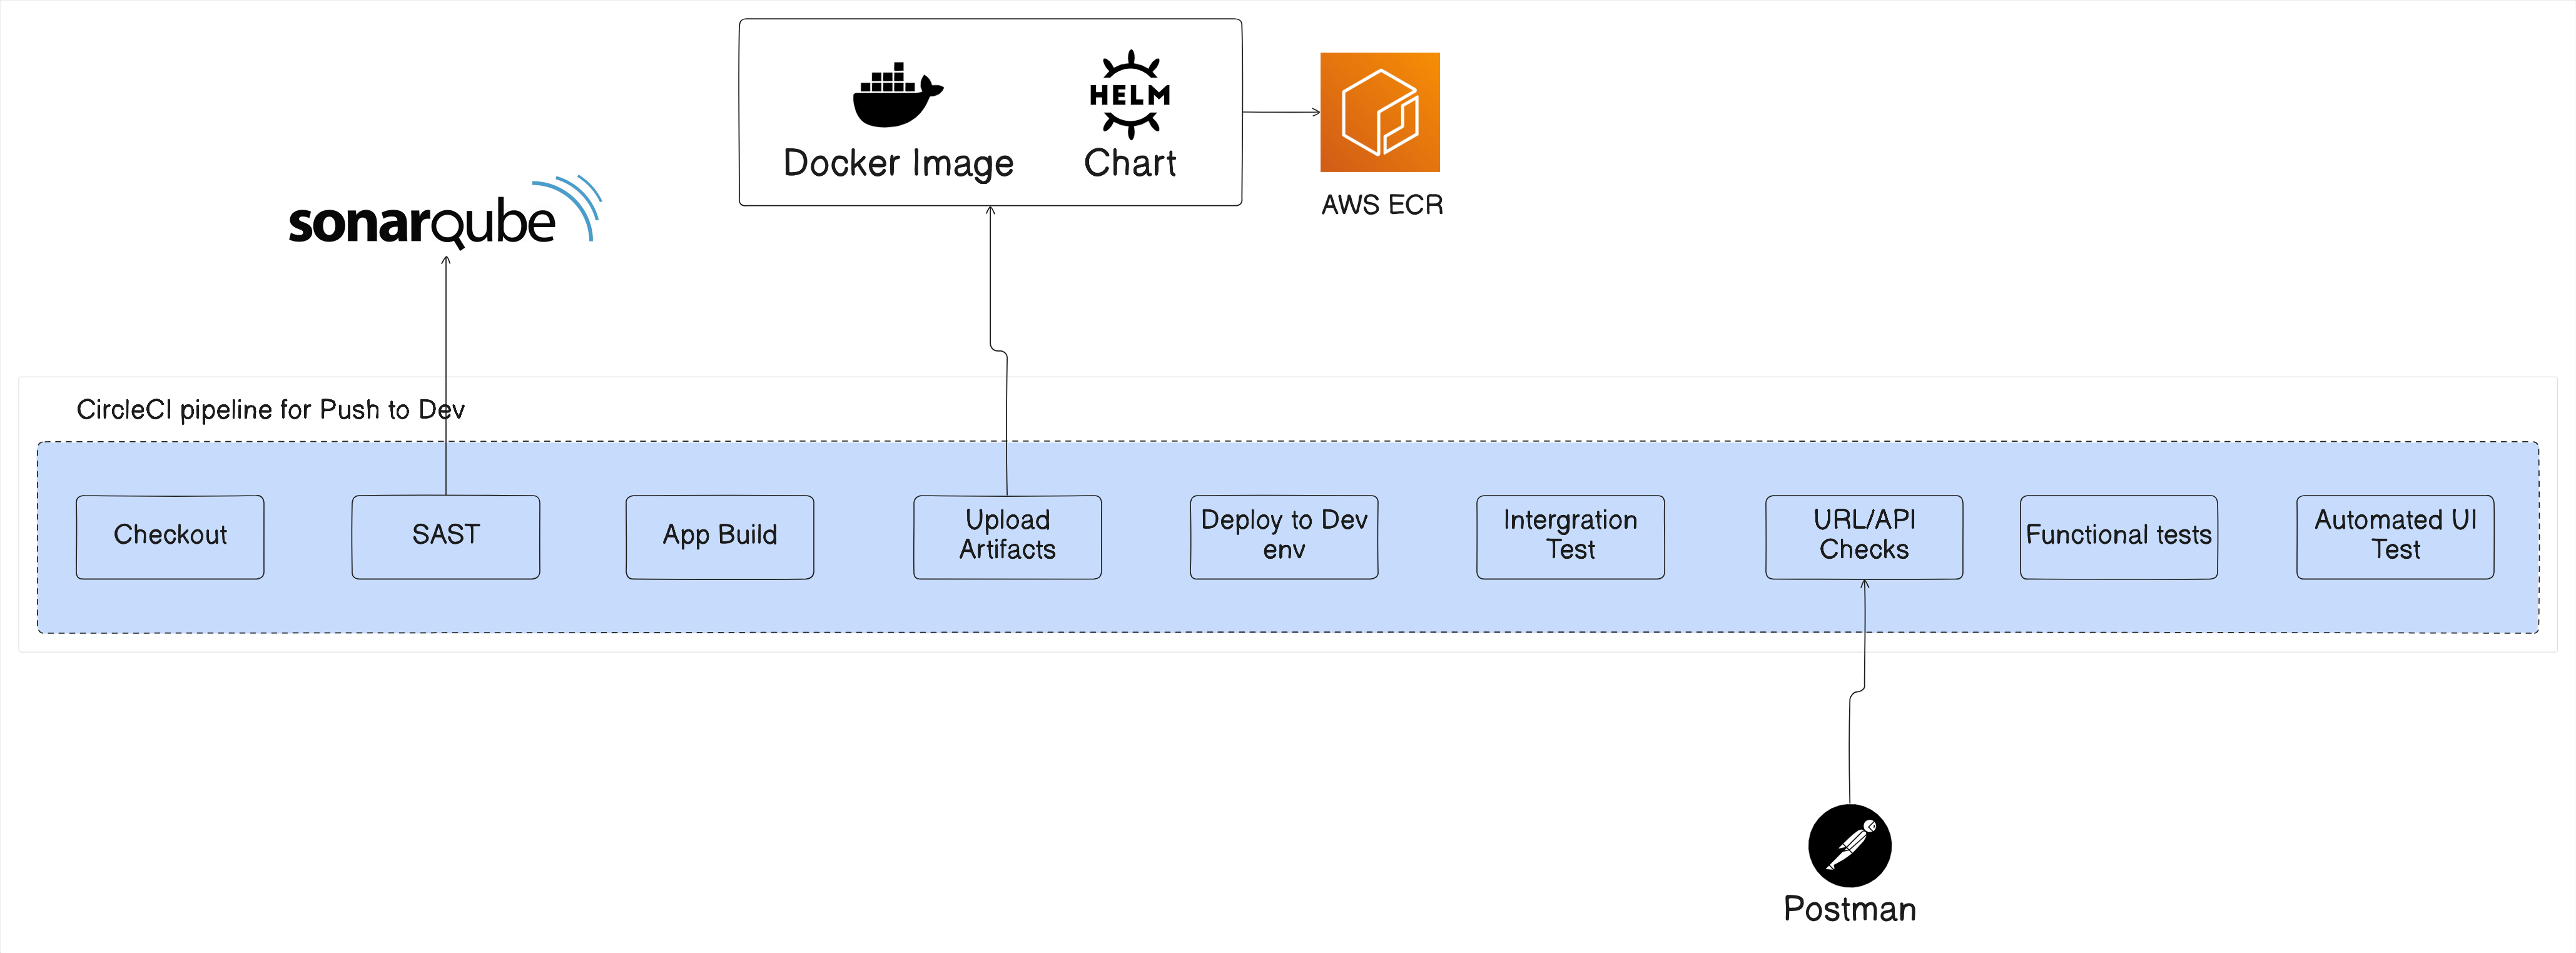 HELM
Docker Image
Chart
AWS ECR
sonarqube
CircleCI pipeline for Push to Dev
Checkout
SAST
App Build
Upload
Artifacts
Deploy to Dev
env
Intergration
Test
URL/API
Checks
Functional tests
Automated UI
Test
Postman